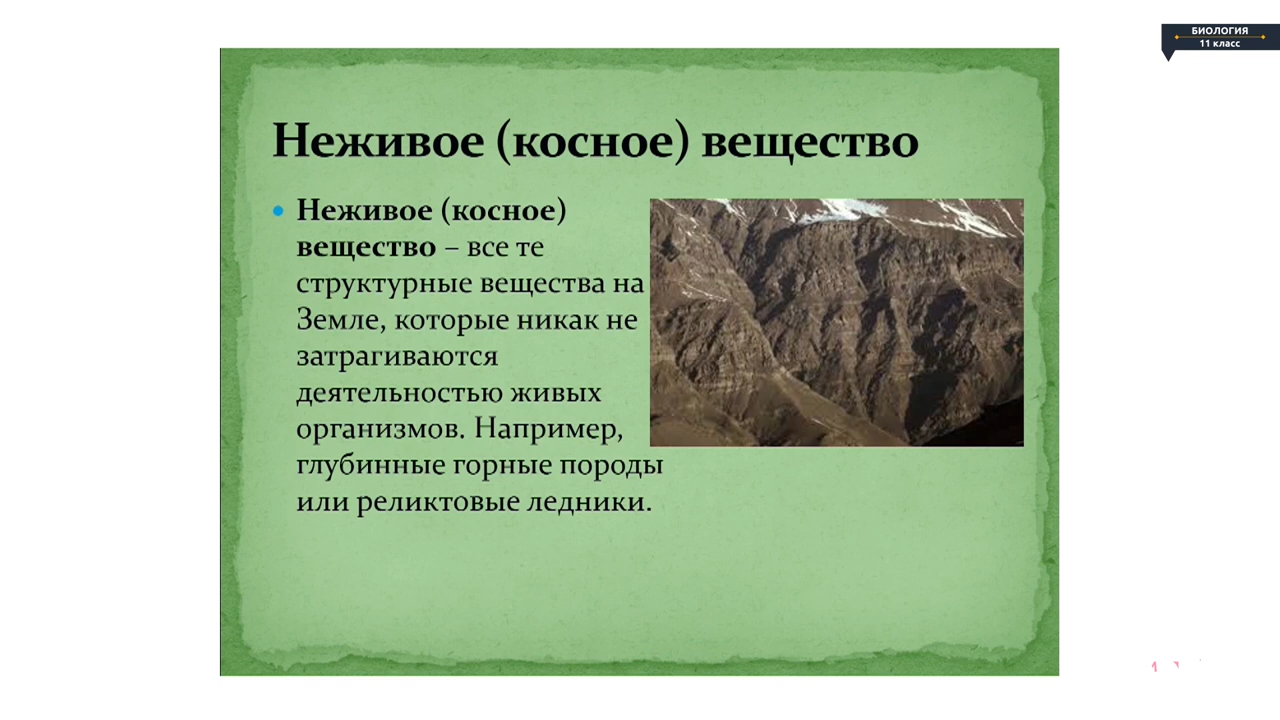 БИОЛОГИЯ
11 класс
Неживое (косное) вещество
Неживое (косное)
вещество – все те
структурные вещества на
Земле, которые никак не
затрагиваются
деятельностью живых
организмов. Например,
глубинные горные породы
или реликтовые ледники.